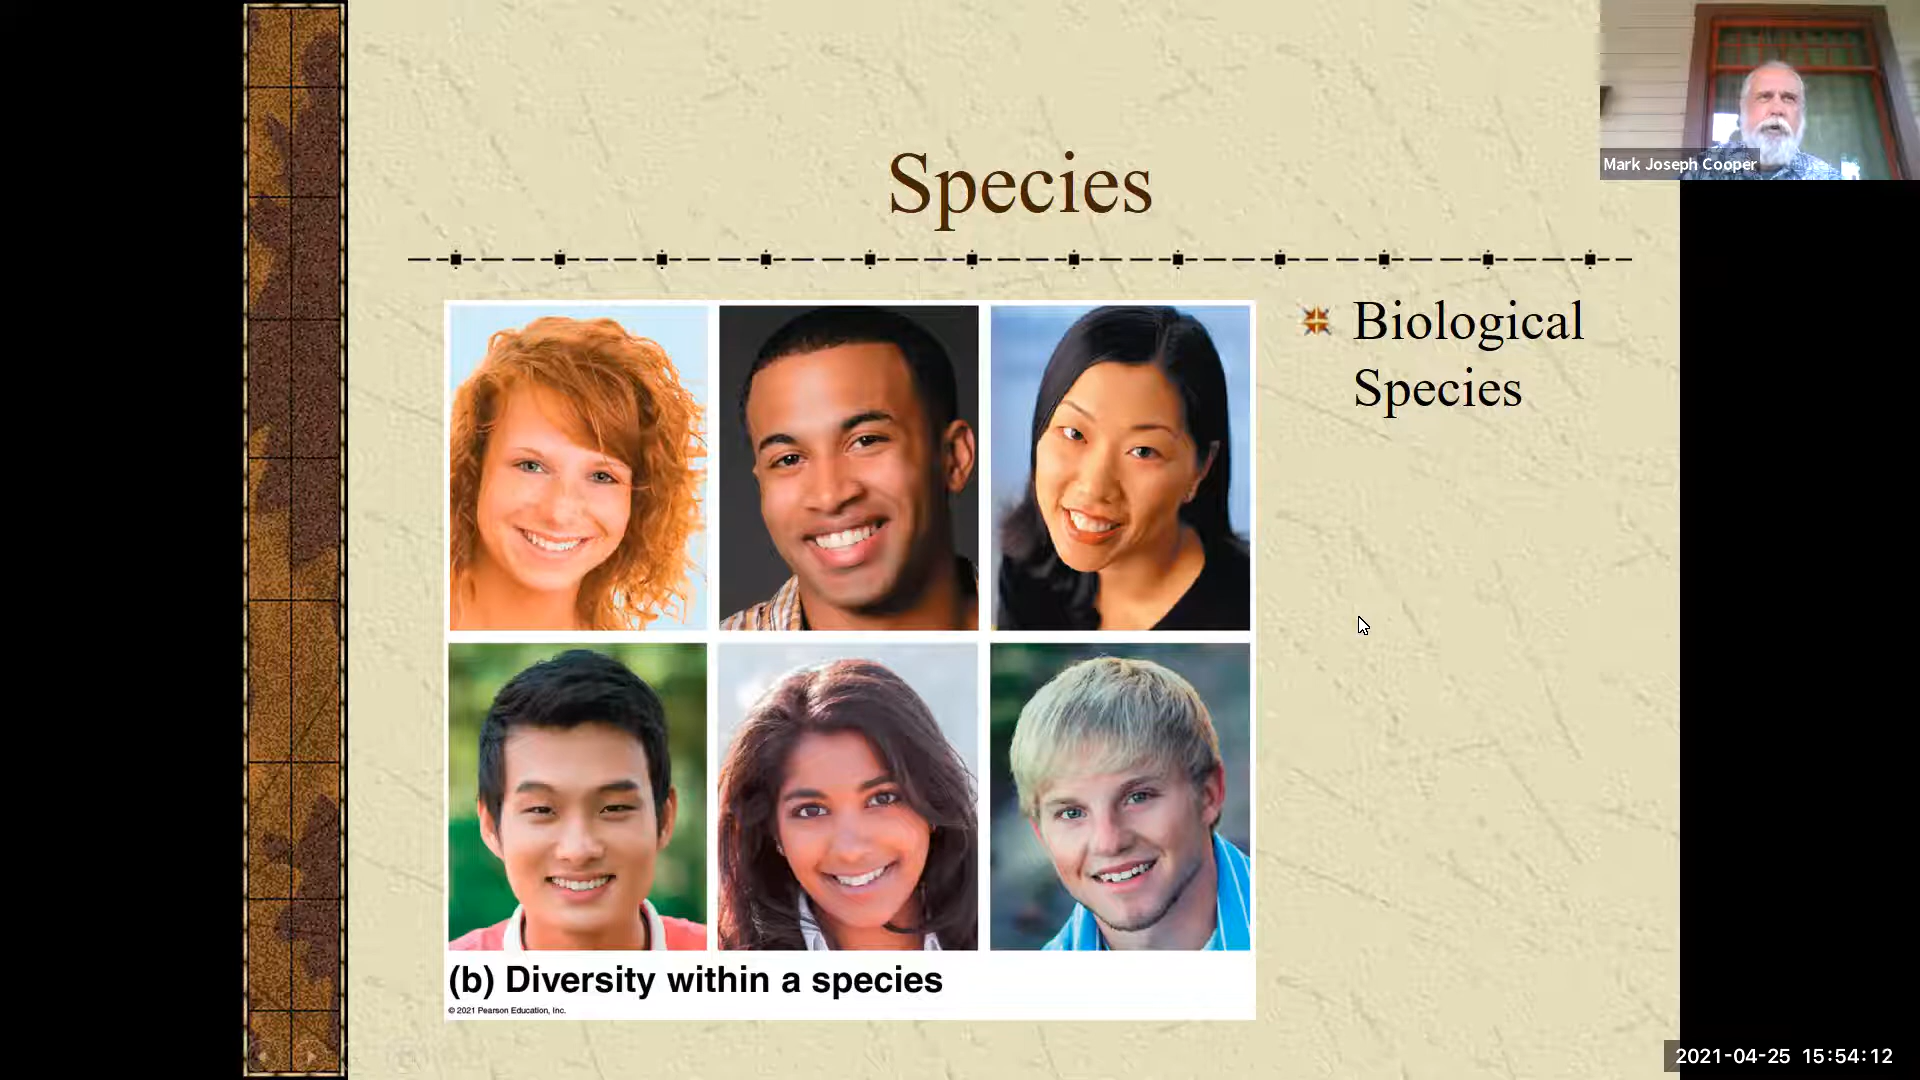 Mark Joseph Cooper
Species
Biological
Species
(b) Diversity within a species
© 2021 Pearson Education, Inc.
2021-04-25 15:54:12